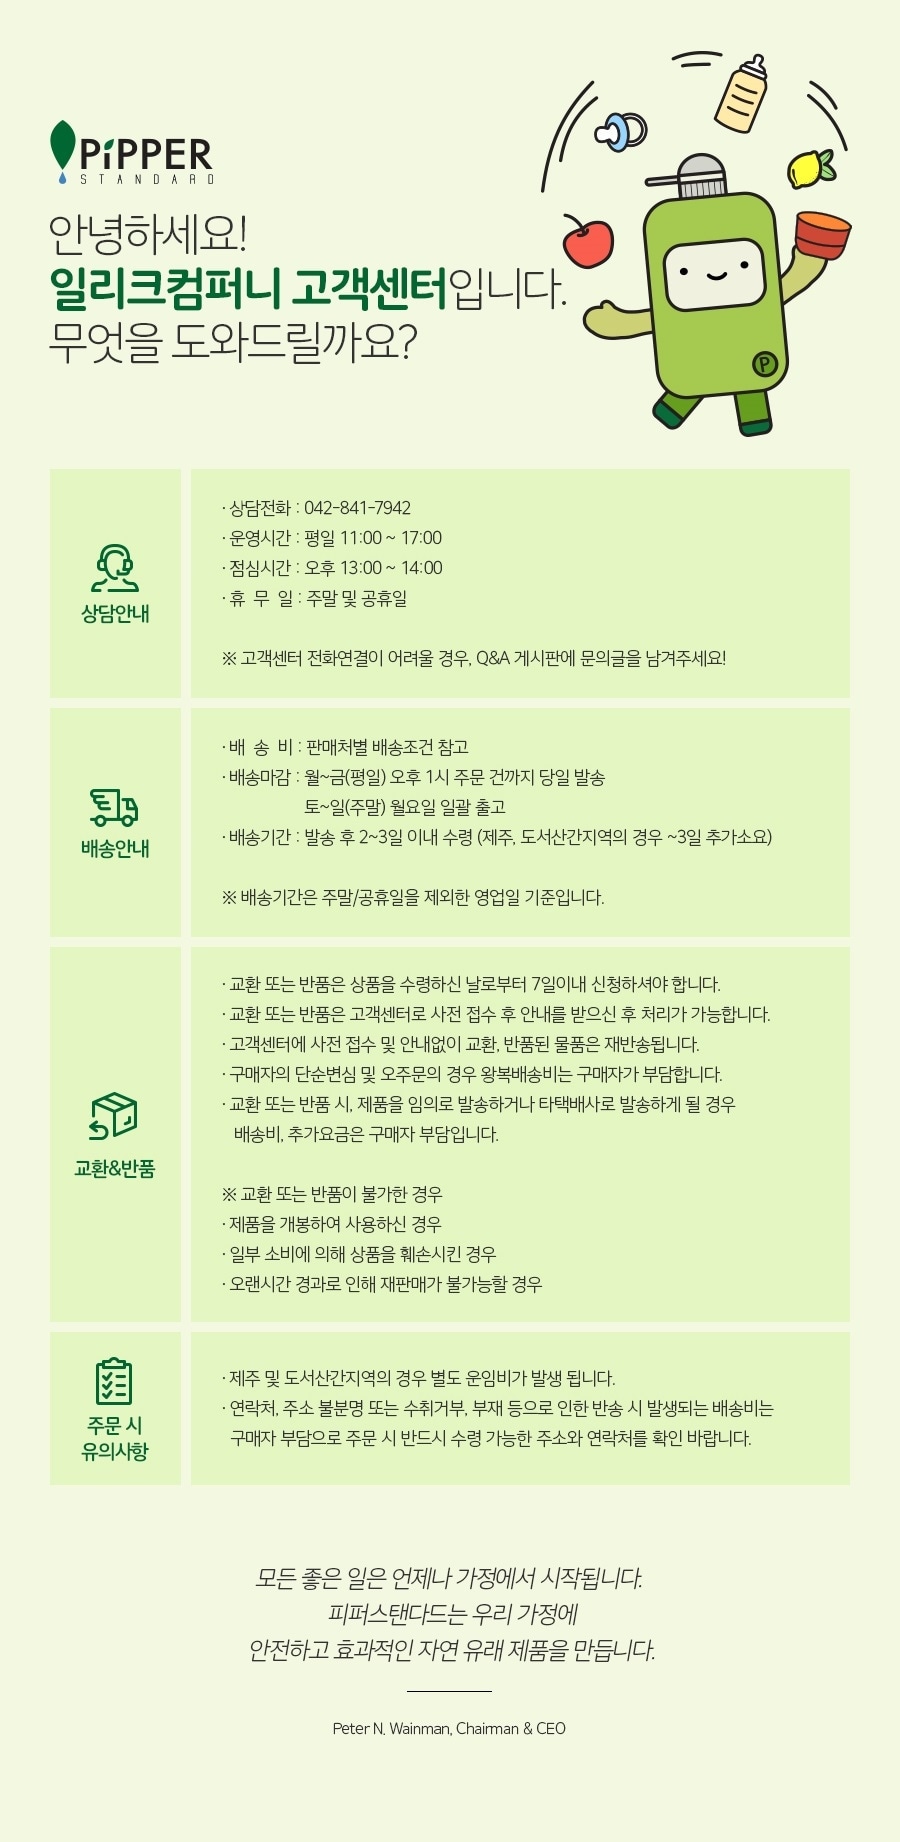 PiPPER
STANDARD
안녕하세요!
일리크컴퍼니 고객센터입니다.
무엇을 도와드릴까요?
P
상담안내
· 상담전화 : 042-841-7942
· 운영시간 : 평일 11:00 ~ 17:00
· 점심시간 : 오후 13:00 ~ 14:00
· 휴 무 일 : 주말 및 공휴일
※ 고객센터 전화연결이 어려울 경우, Q&A 게시판에 문의글을 남겨주세요!
배송안내
· 배 송 비 : 판매처별 배송조건 참고
· 배송마감 : 월~금(평일) 오후 1시 주문 건까지 당일 발송
토~일(주말) 월요일 일괄 출고
· 배송기간 : 발송 후 2~3일 이내 수령 (제주, 도서산간지역의 경우 ~3일 추가소요)
※ 배송기간은 주말/공휴일을 제외한 영업일 기준입니다.
교환&반품
· 교환 또는 반품은 상품을 수령하신 날로부터 7일이내 신청하셔야 합니다.
· 교환 또는 반품은 고객센터로 사전 접수 후 안내를 받으신 후 처리가 가능합니다.
· 고객센터에 사전 접수 및 안내없이 교환, 반품된 물품은 재반송됩니다.
· 구매자의 단순변심 및 오주문의 경우 왕복배송비는 구매자가 부담합니다.
· 교환 또는 반품 시, 제품을 임의로 발송하거나 타택배사로 발송하게 될 경우
배송비, 추가요금은 구매자 부담입니다.
※ 교환 또는 반품이 불가한 경우
· 제품을 개봉하여 사용하신 경우
· 일부 소비에 의해 상품을 훼손시킨 경우
· 오랜시간 경과로 인해 재판매가 불가능할 경우
주문 시
유의사항
· 제주 및 도서산간지역의 경우 별도 운임비가 발생 됩니다.
· 연락처, 주소 불분명 또는 수취거부, 부재 등으로 인한 반송 시 발생되는 배송비는
구매자 부담으로 주문 시 반드시 수령 가능한 주소와 연락처를 확인 바랍니다.
모든 좋은 일은 언제나 가정에서 시작됩니다.
피퍼스탠다드는 우리 가정에
안전하고 효과적인 자연 유래 제품을 만듭니다.
Peter N. Wainman, Chairman & CEO